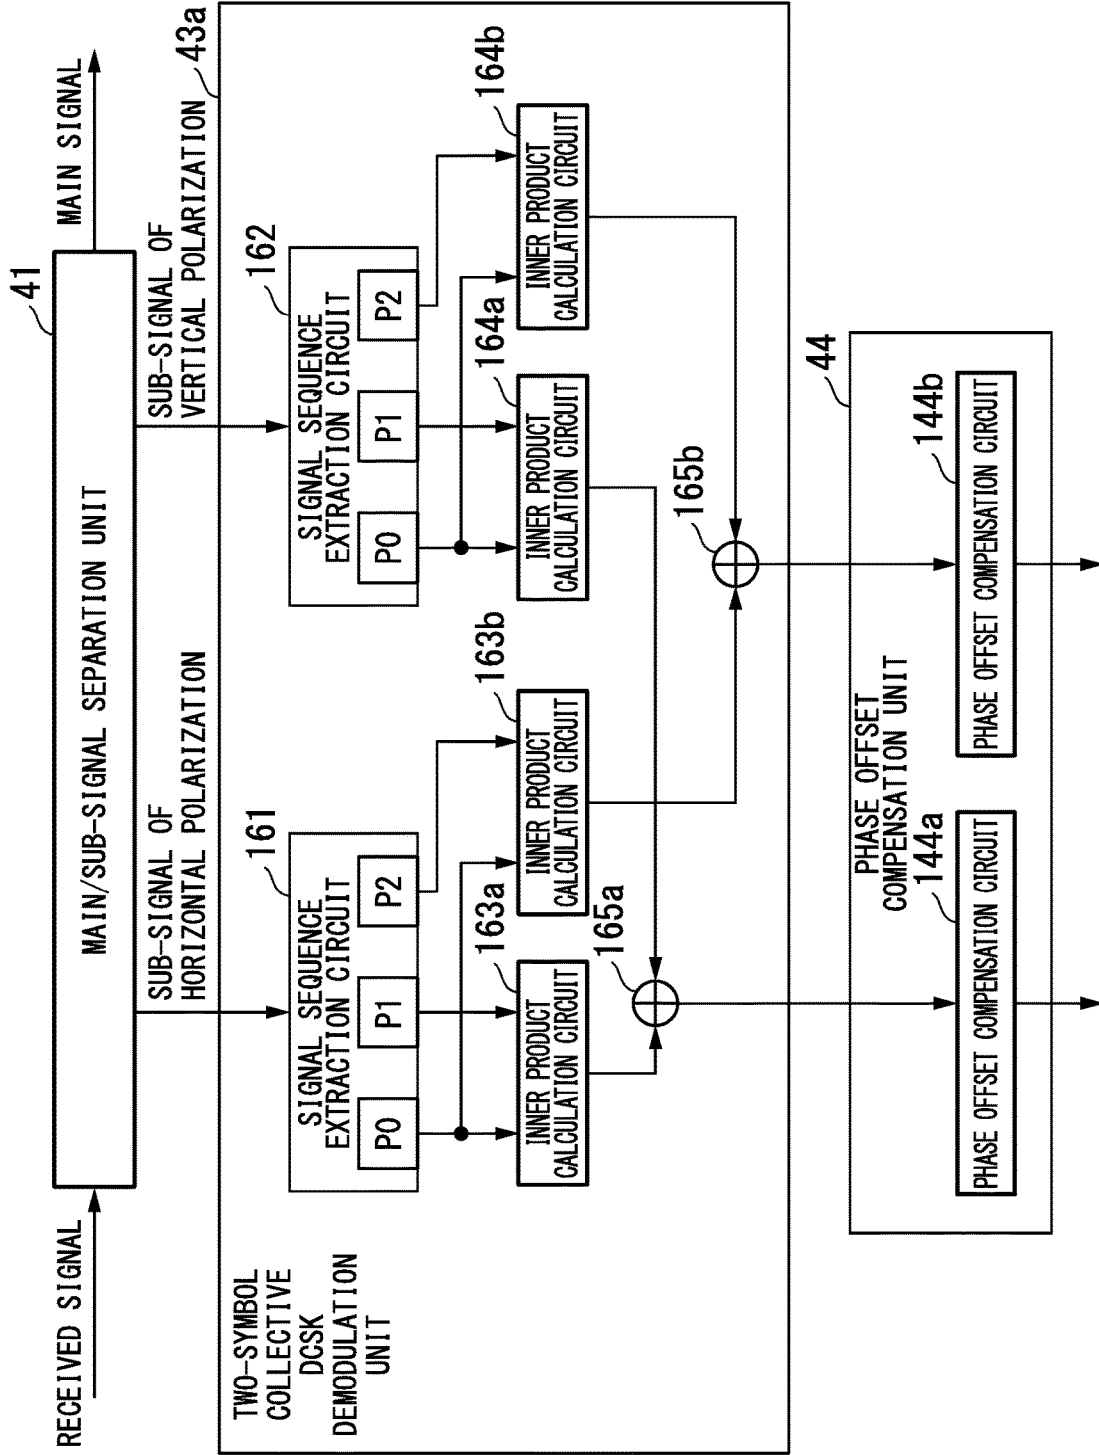 RECEIVED SIGNAL
41
MAIN/SUB-SIGNAL SEPARATION UNIT
MAIN SIGNAL
SUB-SIGNAL OF
HORIZONTAL POLARIZATION
SUB-SIGNAL OF
VERTICAL POLARIZATION
43a
TWO-SYMBOL
COLLECTIVE
DCSK
DEMODULATION
UNIT
161
SIGNAL SEQUENCE
EXTRACTION CIRCUIT
P0
P1
P2
162
SIGNAL SEQUENCE
EXTRACTION CIRCUIT
P0
P1
P2
163a
INNER PRODUCT
CALCULATION CIRCUIT
163b
INNER PRODUCT
CALCULATION CIRCUIT
164a
INNER PRODUCT
CALCULATION CIRCUIT
164b
INNER PRODUCT
CALCULATION CIRCUIT
165a
165b
44
PHASE OFFSET
COMPENSATION UNIT
144a
PHASE OFFSET COMPENSATION CIRCUIT
144b
PHASE OFFSET COMPENSATION CIRCUIT